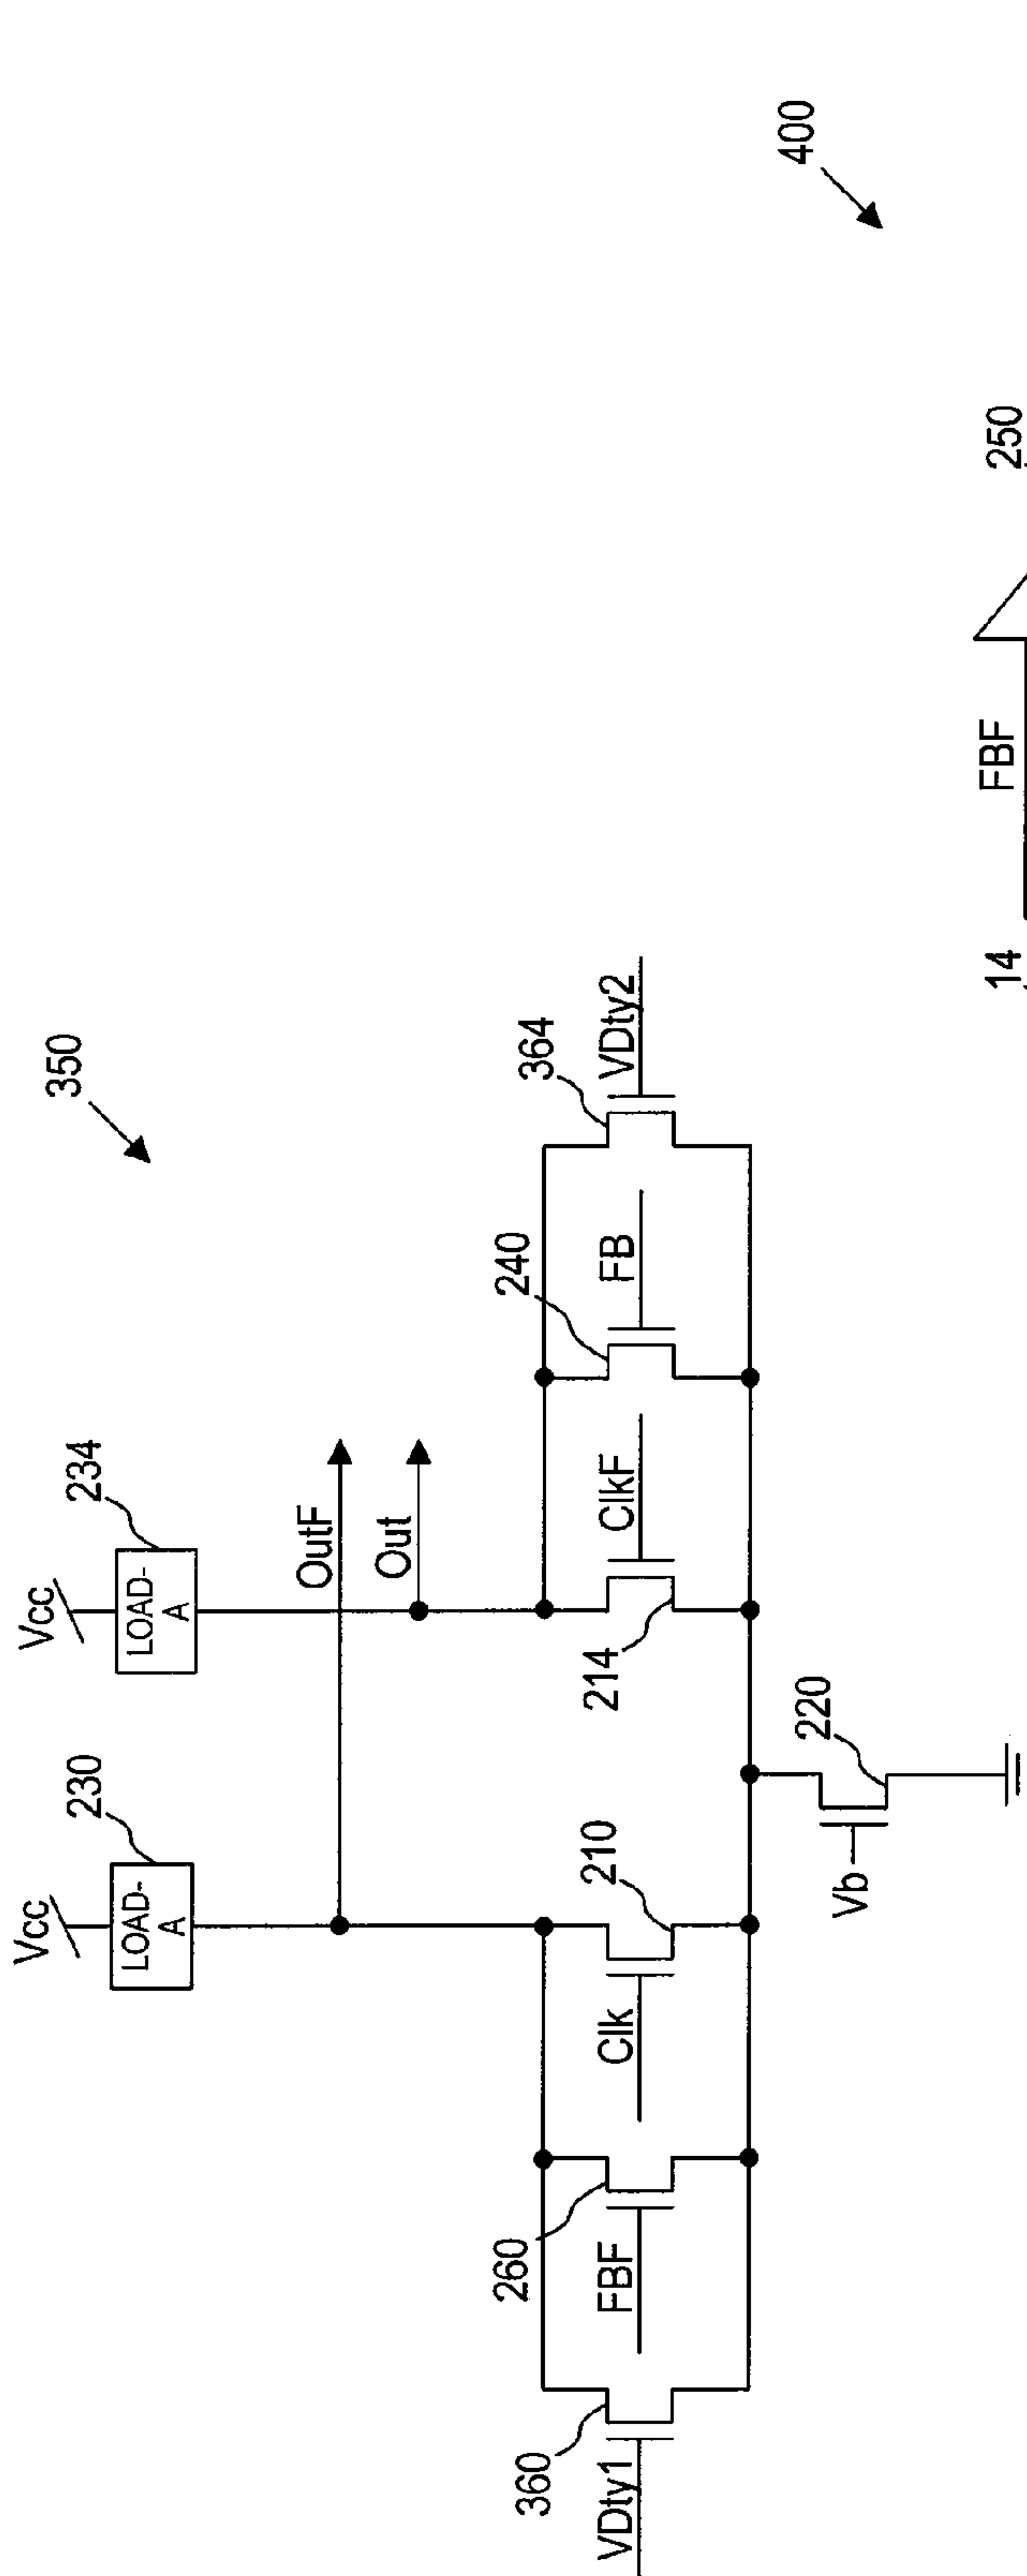 350
Vcc
230
LOAD-
A
Vcc
234
LOAD-
A
OutF
Out
360
VDty1
260
FBF
Clk
210
214
ClkF
240
FB
364
VDty2
Vb
220
400
14
FBF
250